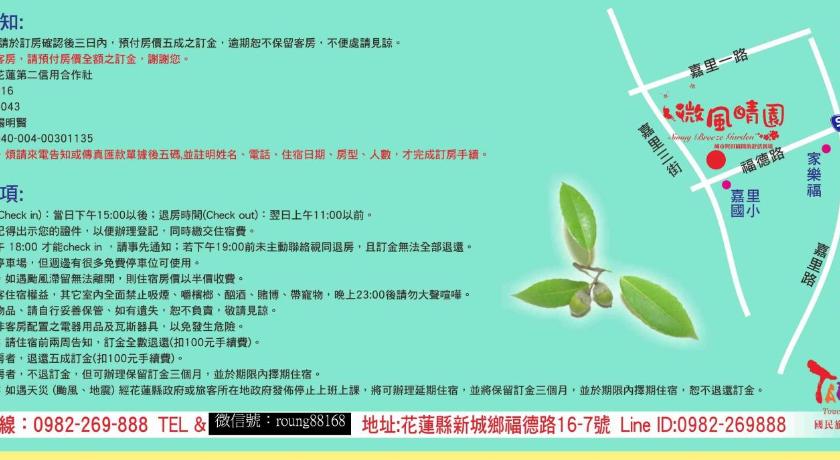 知:
請於訂房確認後三日內，預付房價五成之訂金，逾期恕不保留客房，不便處請見諒。
客房，請預付房價全額之訂金，謝謝您。
花蓮第二信用合作社
16
043
陽明賢
040-004-00301135
，煩請來電告知或傳真匯款單據後五碼,並註明姓名、電話、住宿日期、房型、人數，才完成訂房手續。
項:
Check in)：當日下午15:00以後；退房時間(Check out)：翌日上午11:00以前。
記得出示您的證件，以便辦理登記，同時繳交住宿費。
午 18:00 才能check in ，請事先通知；若下午19:00前未主動聯絡視同退房，且訂金無法全部退還。
停車場，但週邊有很多免費停車位可使用。
，如遇颱風滯留無法離開，則住宿房價以半價收費。
客住宿權益，其它室內全面禁止吸煙、嚼檳榔、酗酒、賭博、帶寵物，晚上23:00後請勿大聲喧嘩。
物品、請自行妥善保管、如有遺失，恕不負責，敬請見諒。
非客房配置之電器用品及瓦斯器具，以免發生危險。
：請住宿前兩周告知，訂金全數退還(扣100元手續費)。
者，退還五成訂金(扣100元手續費)。
者，不退訂金，但可辦理保留訂金三個月，並於期限內擇期住宿。
：如遇天災 (颱風、地震) 經花蓮縣政府或旅客所在地政府發佈停止上班上課，將可辦理延期住宿，並將保留訂金三個月，並於期限內擇期住宿，恕不退還訂金。
線：0982-269-888 TEL & 微信號：roung88168 地址:花蓮縣新城鄉福德路16-7號 Line ID:0982-269888
嘉里一路
微風晴園
Sunny Breeze Garden
嘉里三街
福德路
9
家樂福
嘉里國小
嘉里路
國民旅